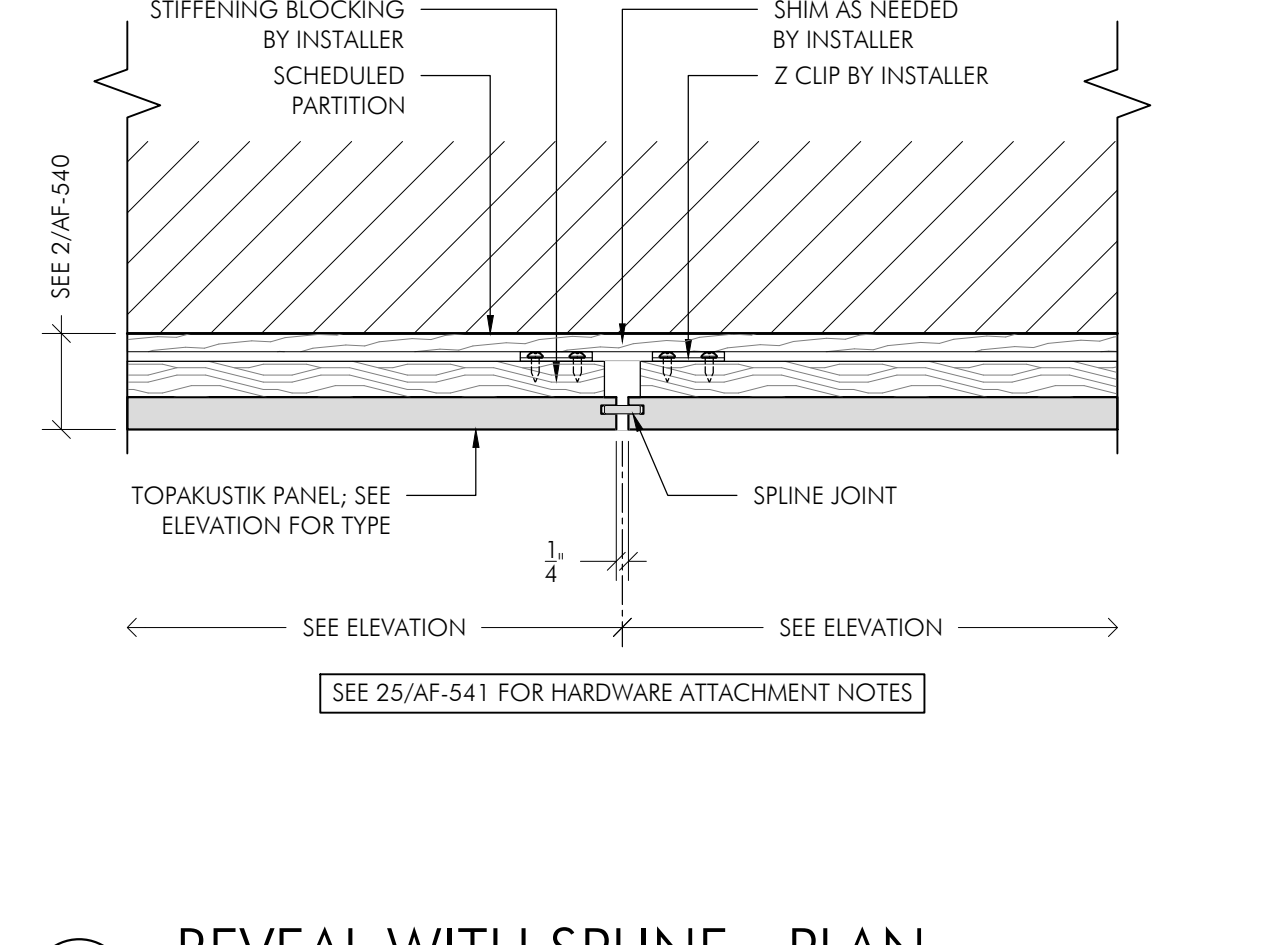 STIFFENING BLOCKING
BY INSTALLER
SCHEDULED
PARTITION
SHIM AS NEEDED
BY INSTALLER
Z CLIP BY INSTALLER
SEE 2/AF-540
TOPAKUSTIK PANEL; SEE
ELEVATION FOR TYPE
SPLINE JOINT
1/4"
SEE ELEVATION
SEE ELEVATION
SEE 25/AF-541 FOR HARDWARE ATTACHMENT NOTES
REVEAL WITH SPLINE - PLAN